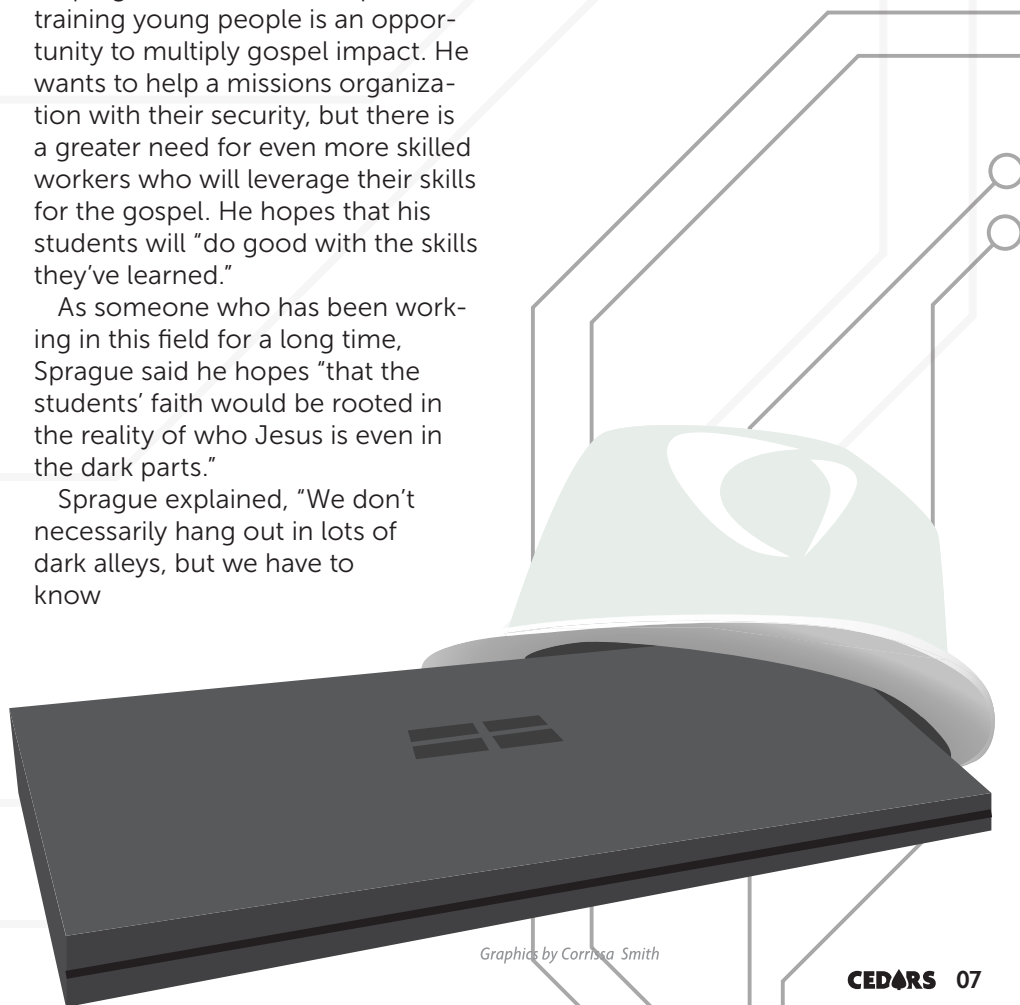 training young people is an oppor-
tunity to multiply gospel impact. He
wants to help a missions organiza-
tion with their security, but there is
a greater need for even more skilled
workers who will leverage their skills
for the gospel. He hopes that his
students will “do good with the skills
they’ve learned.”
As someone who has been work-
ing in this field for a long time,
Sprague said he hopes “that the
students’ faith would be rooted in
the reality of who Jesus is even in
the dark parts.”
Sprague explained, “We don’t
necessarily hang out in lots of
dark alleys, but we have to
know
Graphics by Corrissa Smith
CEDARS 07